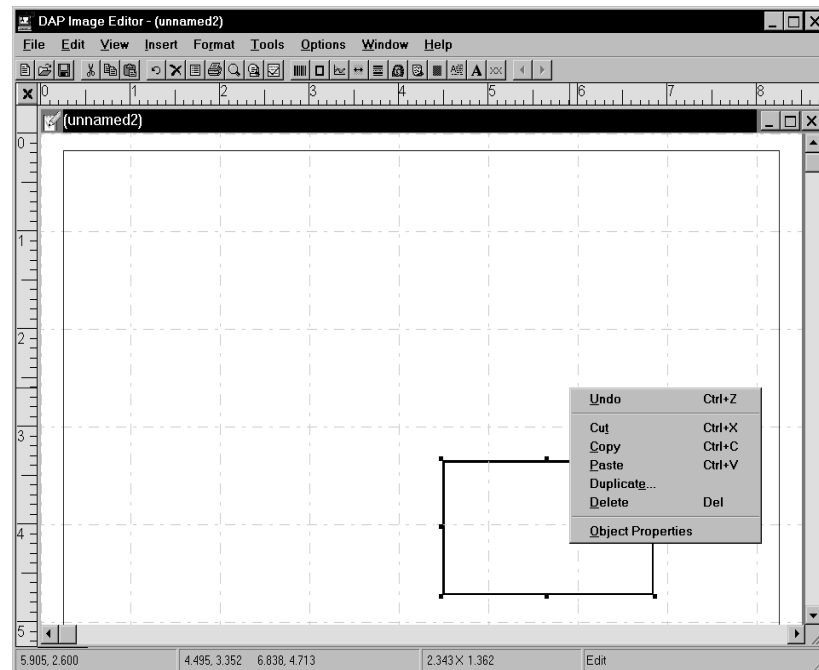 DAP Image Editor - (unnamed2)
File Edit View Insert Format Tools Options Window Help
0 1 2 3 4 5 6 7 8
(unnamed2)
0
1
2
Undo Ctrl+Z
Cut Ctrl+X
3
Copy Ctrl+C
Paste Ctrl+V
Duplicate...
Delete Del
4
Object Properties
5
5.905, 2.600 4.495, 3.352 6.838, 4.713 2.343 X 1.362 Edit